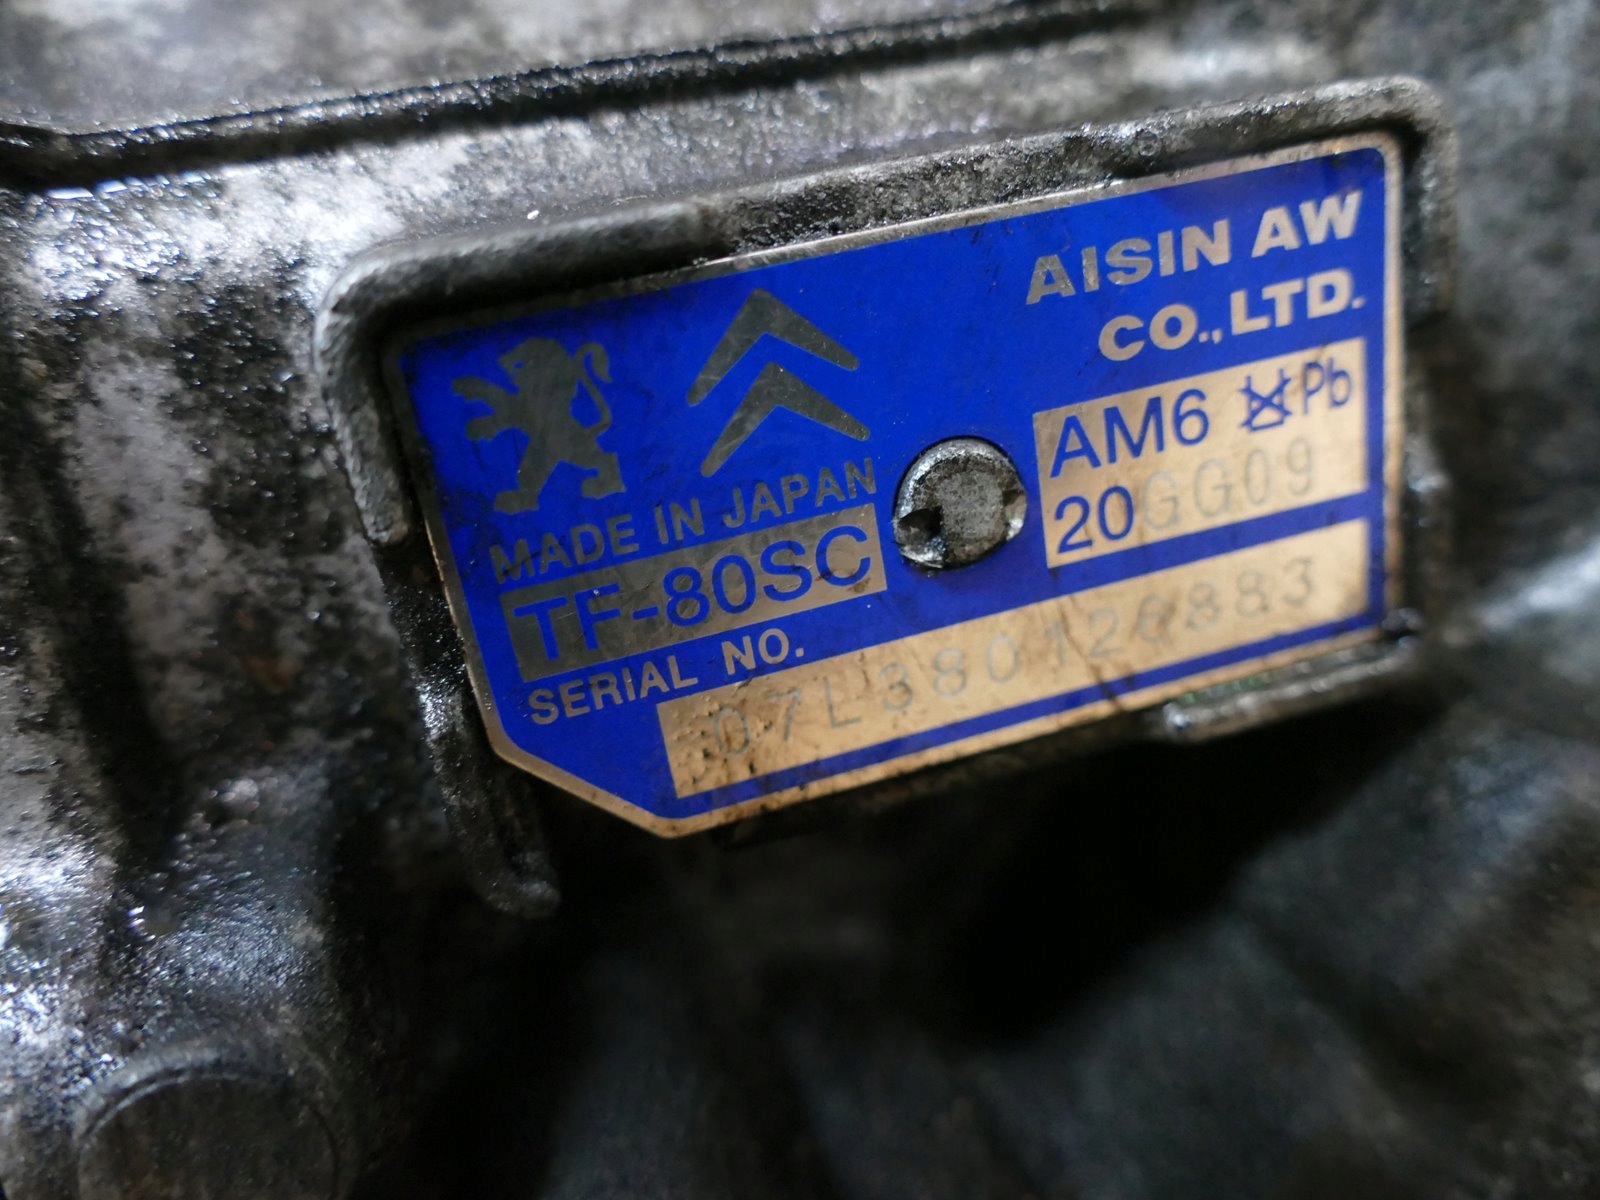 AISIN AW
CO.,LTD.
AM6 Pb
20GG09
MADE IN JAPAN
TF-80SC
SERIAL NO.
07L380126883